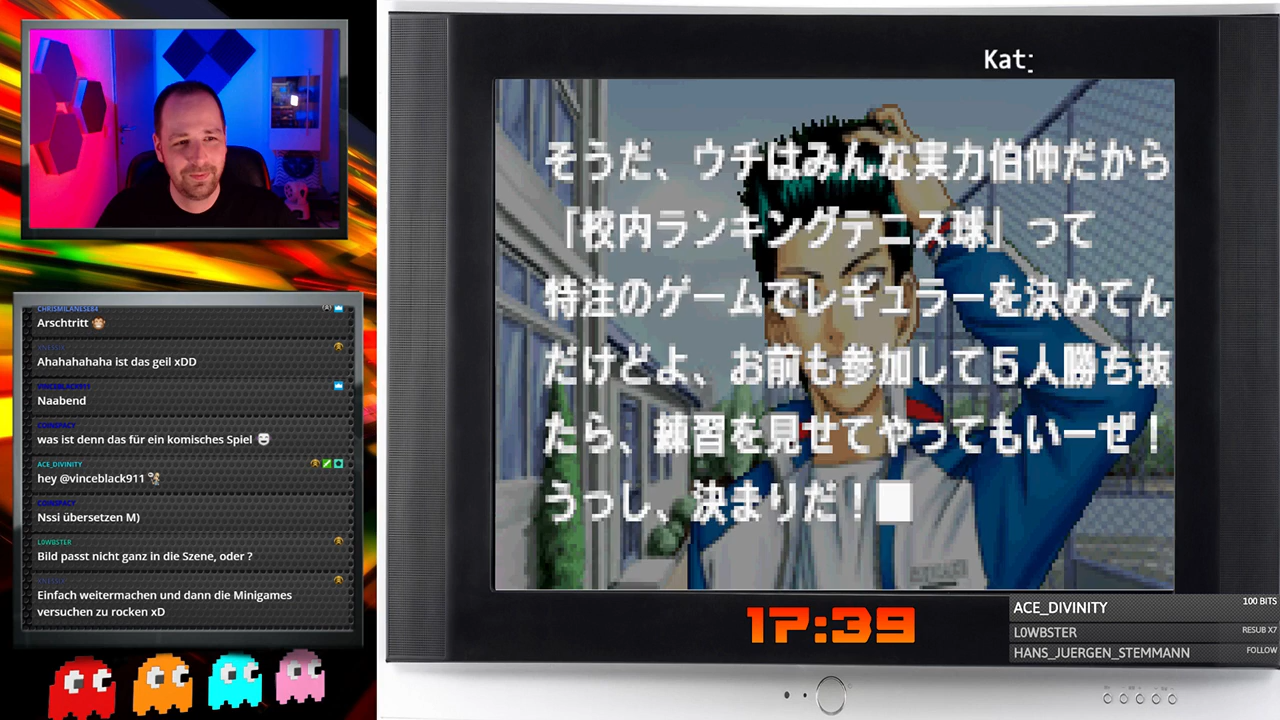 Kat:
そうだ、ウチはみんな実力伯仲だから
「校内ランキングテニス球」って
特注のゲームでレギュラーを決めてん
だけどよ、お前も参加して５人勝ち抜
たら、練習を見せてやってもいーぜ！
うっし、決まりだ！
CHRISMILANESE84
Arschtritt
Ahahahahaha ist das geil xDD
VINCEBLACK911
Naabend
COINSPACY
was ist denn das für ein komisches Spiel
ACE_DIVINITY
hey @vinceblack911
COINSPACY
Nssi übersetzen M)
L0WBSTER
Bild passt nicht ganz in die Szene, oder ?
Einfach weitermachen und dann die Minigames
versuchen zu rocken xD
17:39
ACE_DIVINITY 100 BITS
L0WBSTER RESUB X7
HANS_JUERGEN_STEMMANN FOLLOW